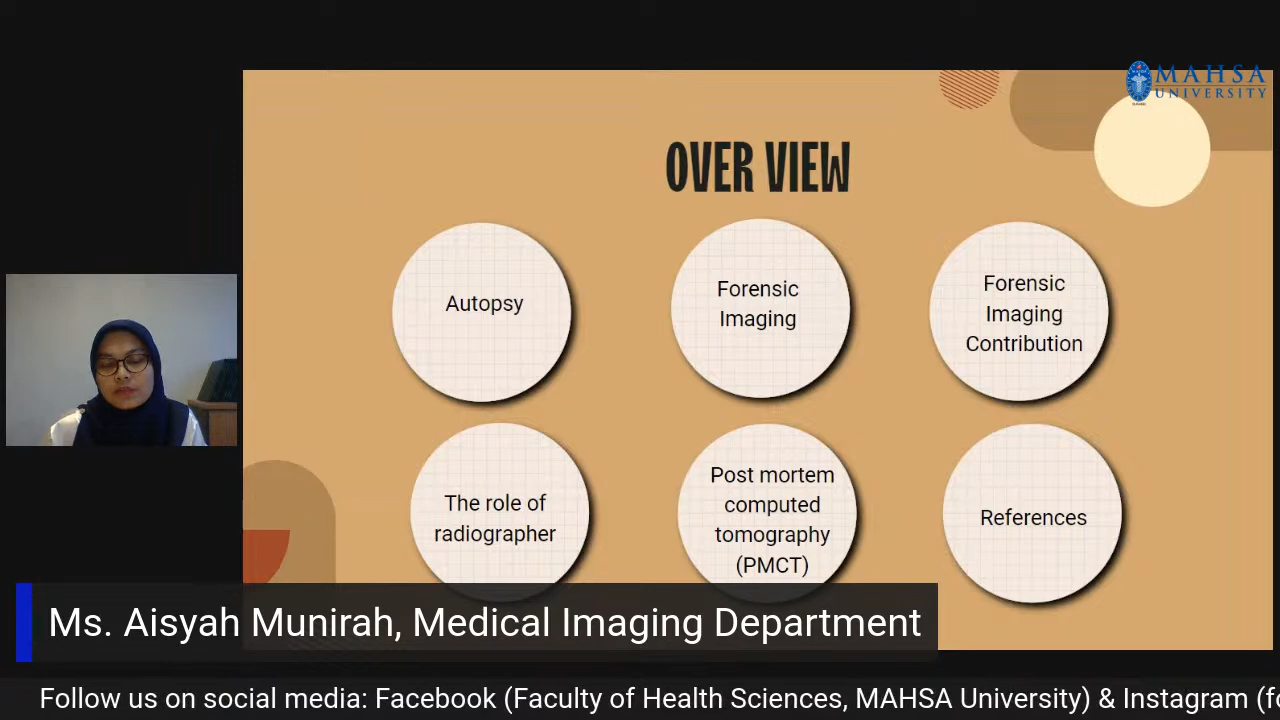 MAHSA
UNIVERSITY
OVER VIEW
Autopsy
Forensic
Imaging
Forensic
Imaging
Contribution
The role of
radiographer
Post mortem
computed
tomography
(PMCT)
References
Ms. Aisyah Munirah, Medical Imaging Department
Follow us on social media: Facebook (Faculty of Health Sciences, MAHSA University) & Instagram (fo